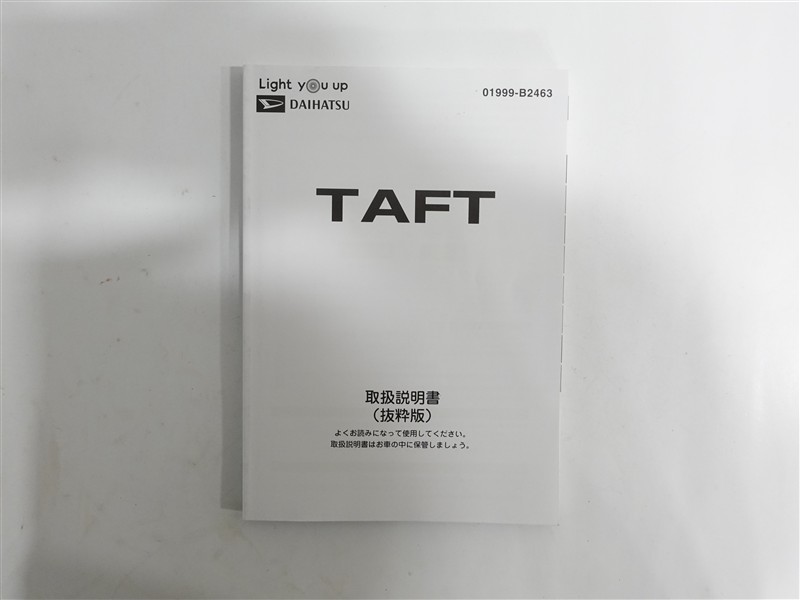 Light you up
DAIHATSU
01999-B2463
TAFT
取扱説明書
（抜粋版）
よくお読みになって使用してください。
取扱説明書はお車の中に保管しましょう。